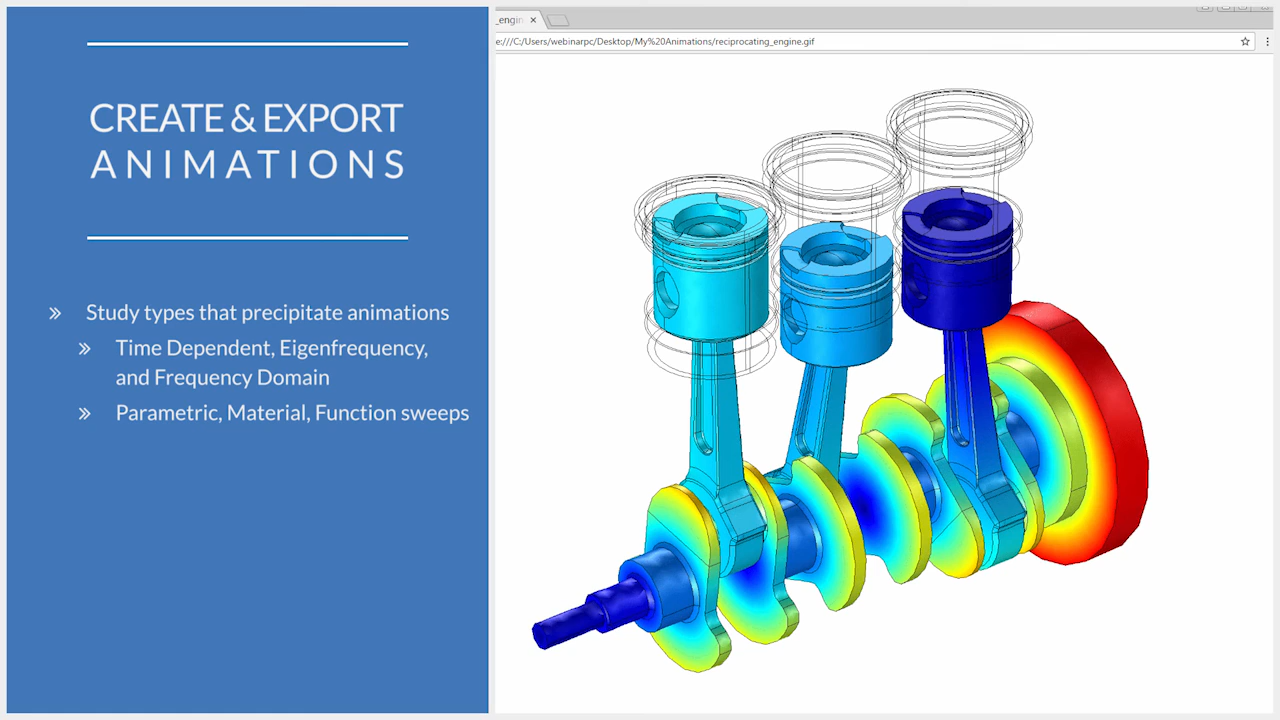 CREATE & EXPORT
ANIMATIONS
» Study types that precipitate animations
» Time Dependent, Eigenfrequency,
and Frequency Domain
» Parametric, Material, Function sweeps
_engin ×
e:///C:/Users/webinarpc/Desktop/My%20Animations/reciprocating_engine.gif